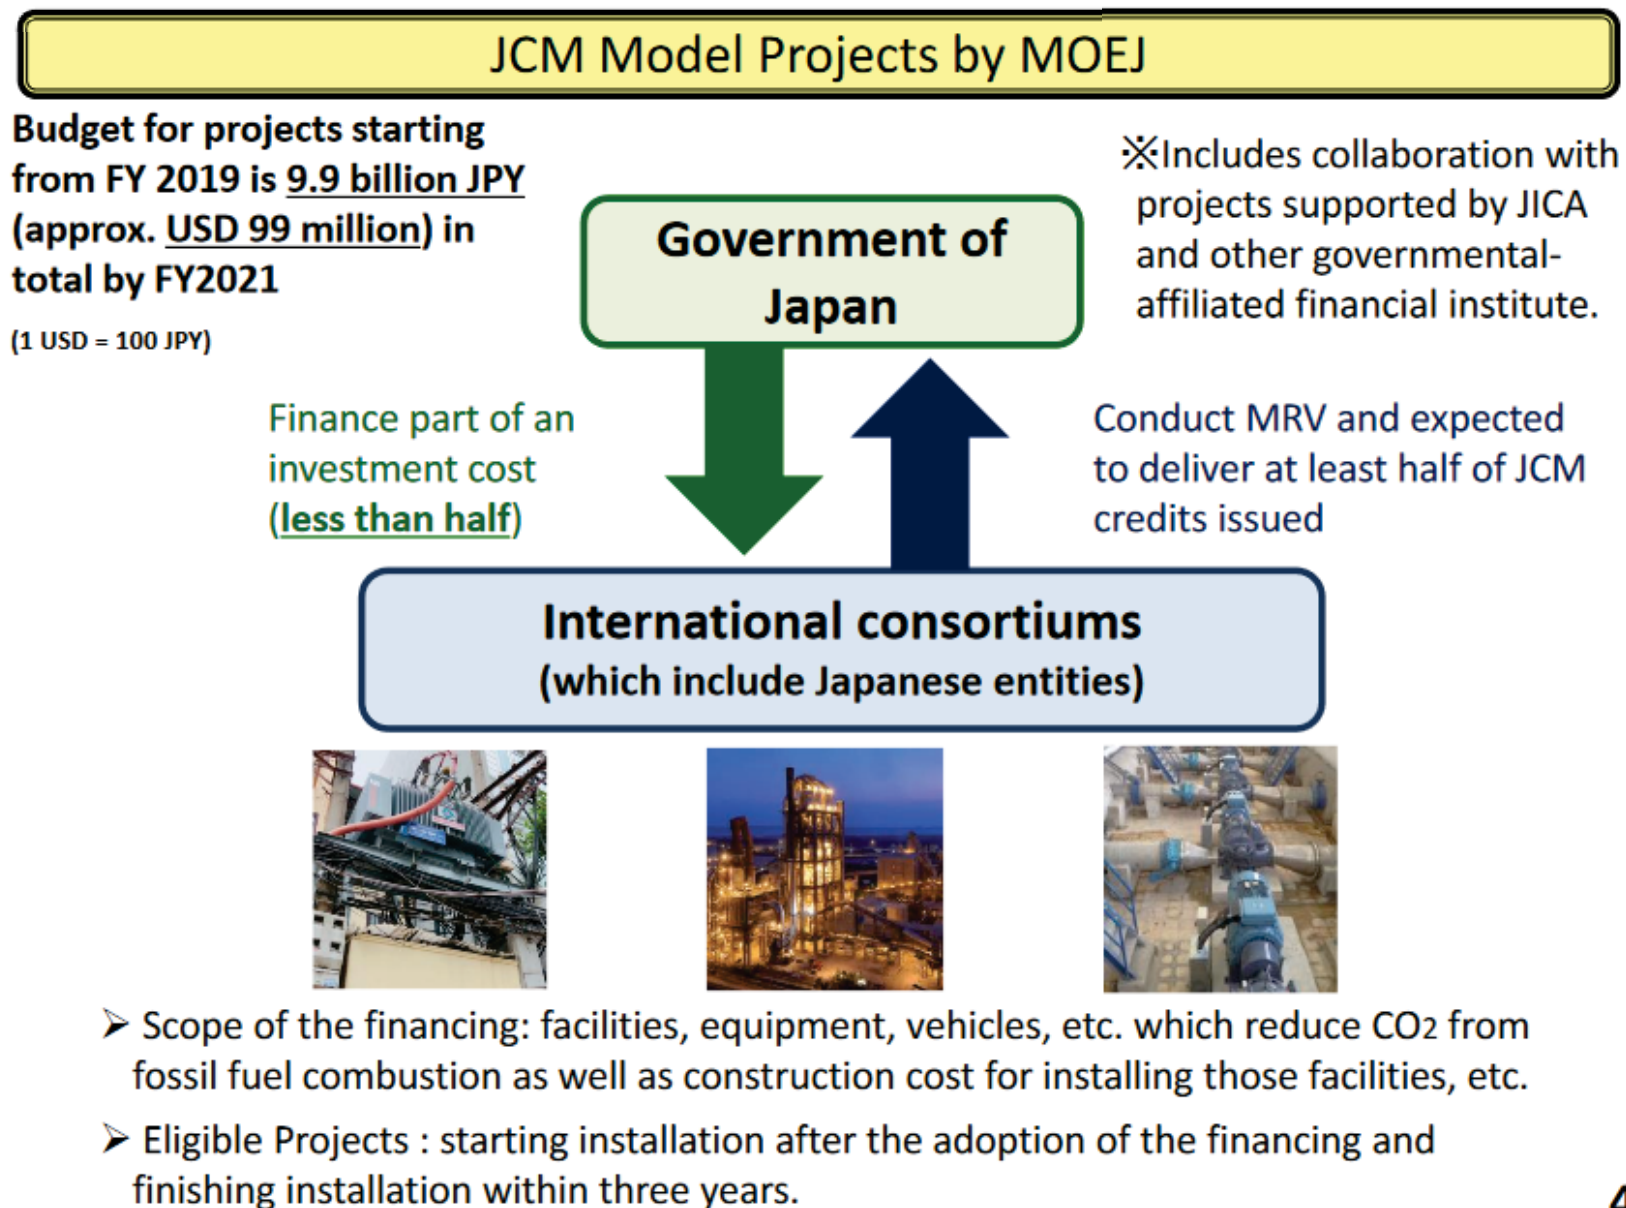 JCM Model Projects by MOEJ
Budget for projects starting
from FY 2019 is 9.9 billion JPY
(approx. USD 99 million) in
total by FY2021
(1 USD = 100 JPY)
※Includes collaboration with
projects supported by JICA
and other governmental-
affiliated financial institute.
Government of
Japan
Finance part of an
investment cost
(less than half)
Conduct MRV and expected
to deliver at least half of JCM
credits issued
International consortiums
(which include Japanese entities)
➢ Scope of the financing: facilities, equipment, vehicles, etc. which reduce CO2 from
fossil fuel combustion as well as construction cost for installing those facilities, etc.
➢ Eligible Projects : starting installation after the adoption of the financing and
finishing installation within three years.
4